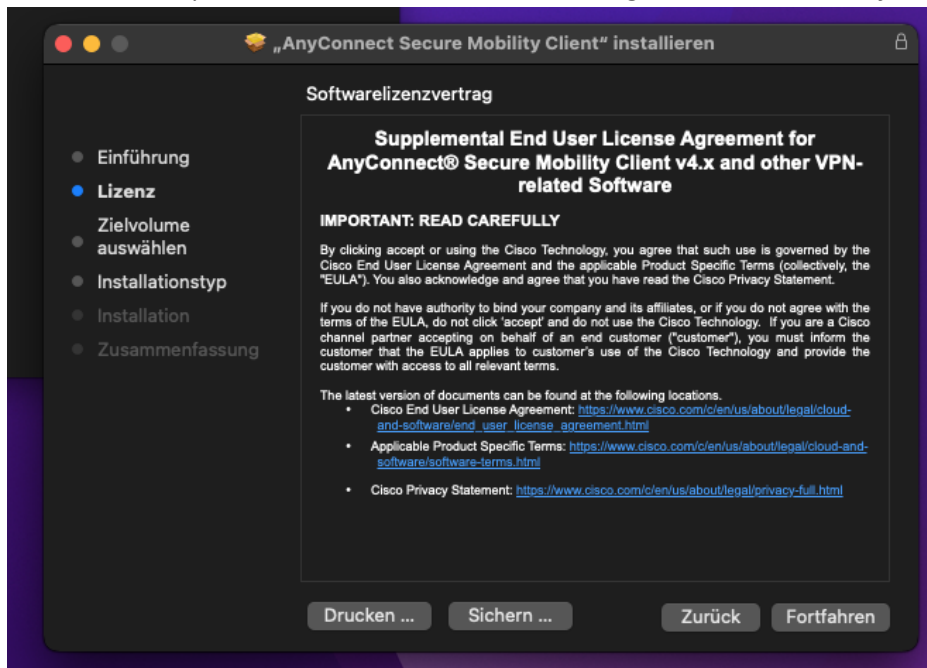 „AnyConnect Secure Mobility Client“ installieren
Softwarelizenzvertrag
Einführung
Lizenz
Zielvolume
auswählen
Installationstyp
Installation
Zusammenfassung
Supplemental End User License Agreement for
AnyConnect® Secure Mobility Client v4.x and other VPN-
related Software
IMPORTANT: READ CAREFULLY
By clicking accept or using the Cisco Technology, you agree that such use is governed by the
Cisco End User License Agreement and the applicable Product Specific Terms (collectively, the
"EULA"). You also acknowledge and agree that you have read the Cisco Privacy Statement.
If you do not have authority to bind your company and its affiliates, or if you do not agree with the
terms of the EULA, do not click 'accept' and do not use the Cisco Technology. If you are a Cisco
channel partner accepting on behalf of an end customer ("customer"), you must inform the
customer that the EULA applies to customer's use of the Cisco Technology and provide the
customer with access to all relevant terms.
The latest version of documents can be found at the following locations.
• Cisco End User License Agreement: https://www.cisco.com/c/en/us/about/legal/cloud-
and-software/end_user_license_agreement.html
• Applicable Product Specific Terms: https://www.cisco.com/c/en/us/about/legal/cloud-and-
software/software-terms.html
• Cisco Privacy Statement: https://www.cisco.com/c/en/us/about/legal/privacy-full.html
Drucken ... Sichern ... Zurück Fortfahren